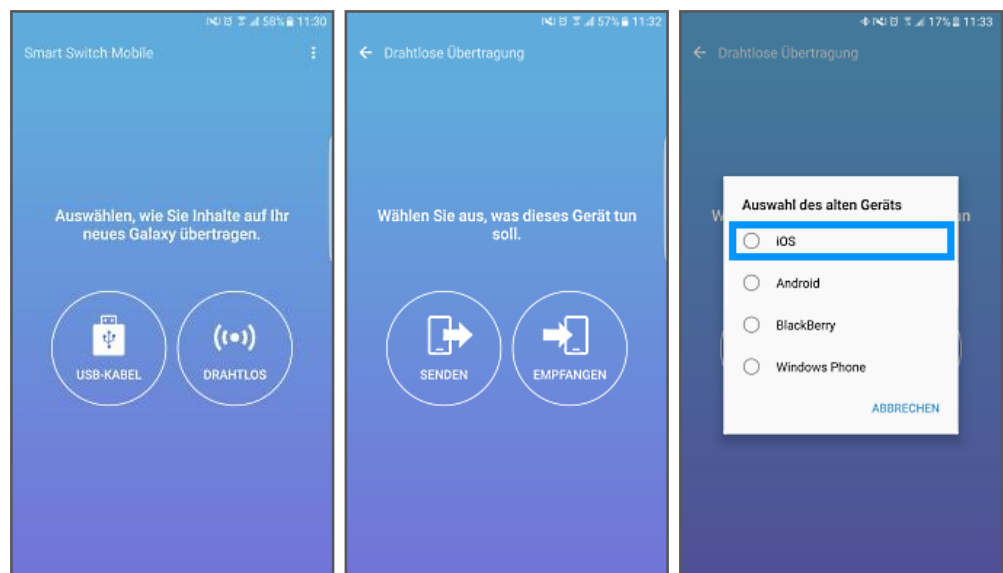 58% 11:30
Smart Switch Mobile
Auswählen, wie Sie Inhalte auf Ihr
neues Galaxy übertragen.
USB-KABEL
DRAHTLOS
57% 11:32
Drahtlose Übertragung
Wählen Sie aus, was dieses Gerät tun
soll.
SENDEN
EMPFANGEN
17% 11:33
Drahtlose Übertragung
W
un
Auswahl des alten Geräts
iOS
Android
BlackBerry
Windows Phone
ABBRECHEN